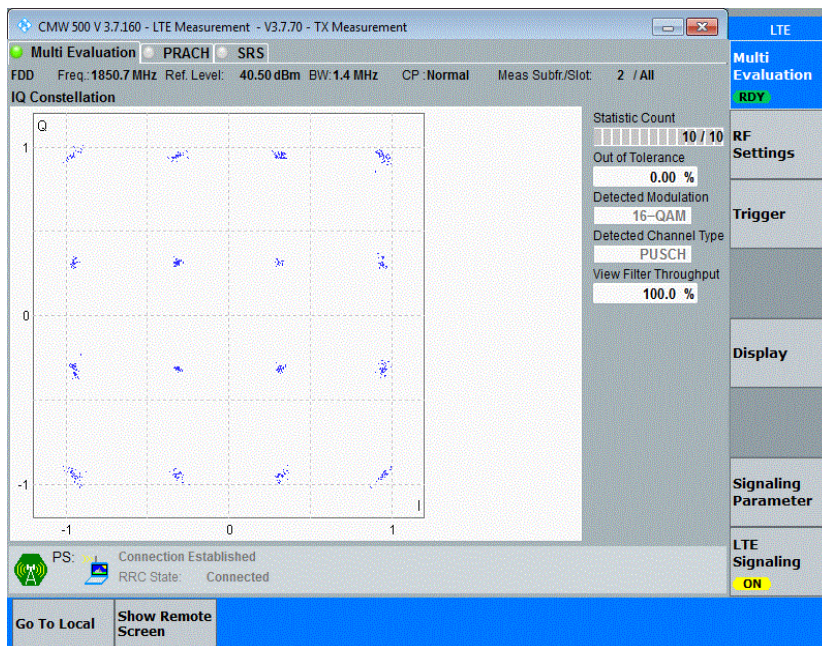 CMW 500 V 3.7.160 - LTE Measurement - V3.7.70 - TX Measurement
LTE
Multi Evaluation PRACH SRS
Multi
Evaluation
RDY
FDD Freq.: 1850.7 MHz Ref. Level: 40.50 dBm BW: 1.4 MHz CP : Normal Meas Subfr./Slot: 2 / All
IQ Constellation
Q
1
0
-1
-1 0 1
I
Statistic Count
10 / 10
Out of Tolerance
0.00 %
Detected Modulation
16-QAM
Detected Channel Type
PUSCH
View Filter Throughput
100.0 %
RF
Settings
Trigger
Display
Signaling
Parameter
LTE
Signaling
ON
PS: Connection Established
RRC State: Connected
Go To Local
Show Remote
Screen